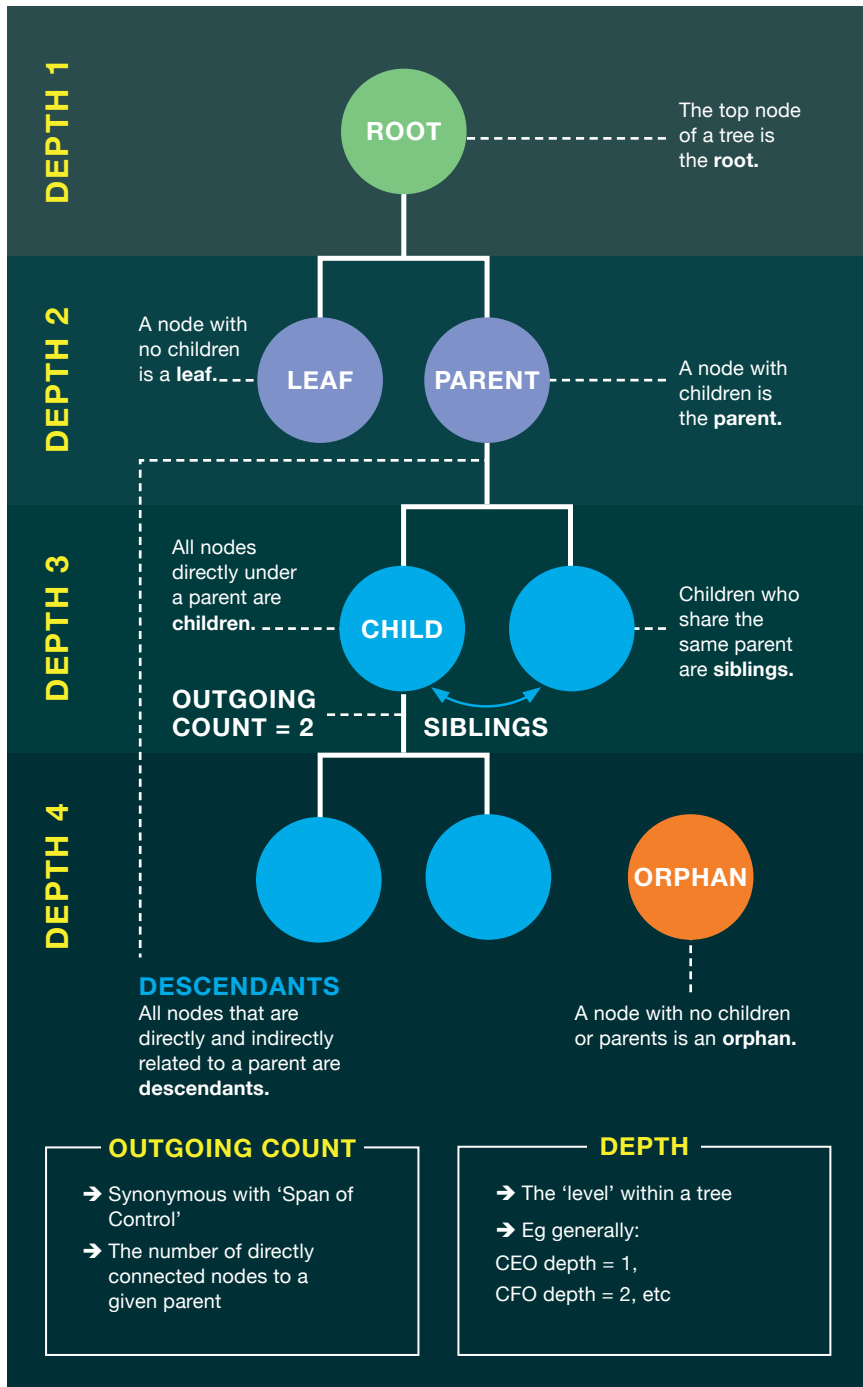 DEPTH 1
ROOT
The top node
of a tree is
the root.
DEPTH 2
A node with
no children
is a leaf.
LEAF
PARENT
A node with
children is
the parent.
DEPTH 3
All nodes
directly under
a parent are
children.
CHILD
Children who
share the
same parent
are siblings.
OUTGOING
COUNT = 2
SIBLINGS
DEPTH 4
ORPHAN
DESCENDANTS
All nodes that are
directly and indirectly
related to a parent are
descendants.
A node with no children
or parents is an orphan.
OUTGOING COUNT
➔ Synonymous with ‘Span of
Control’
➔ The number of directly
connected nodes to a
given parent
DEPTH
➔ The ‘level’ within a tree
➔ Eg generally:
CEO depth = 1,
CFO depth = 2, etc